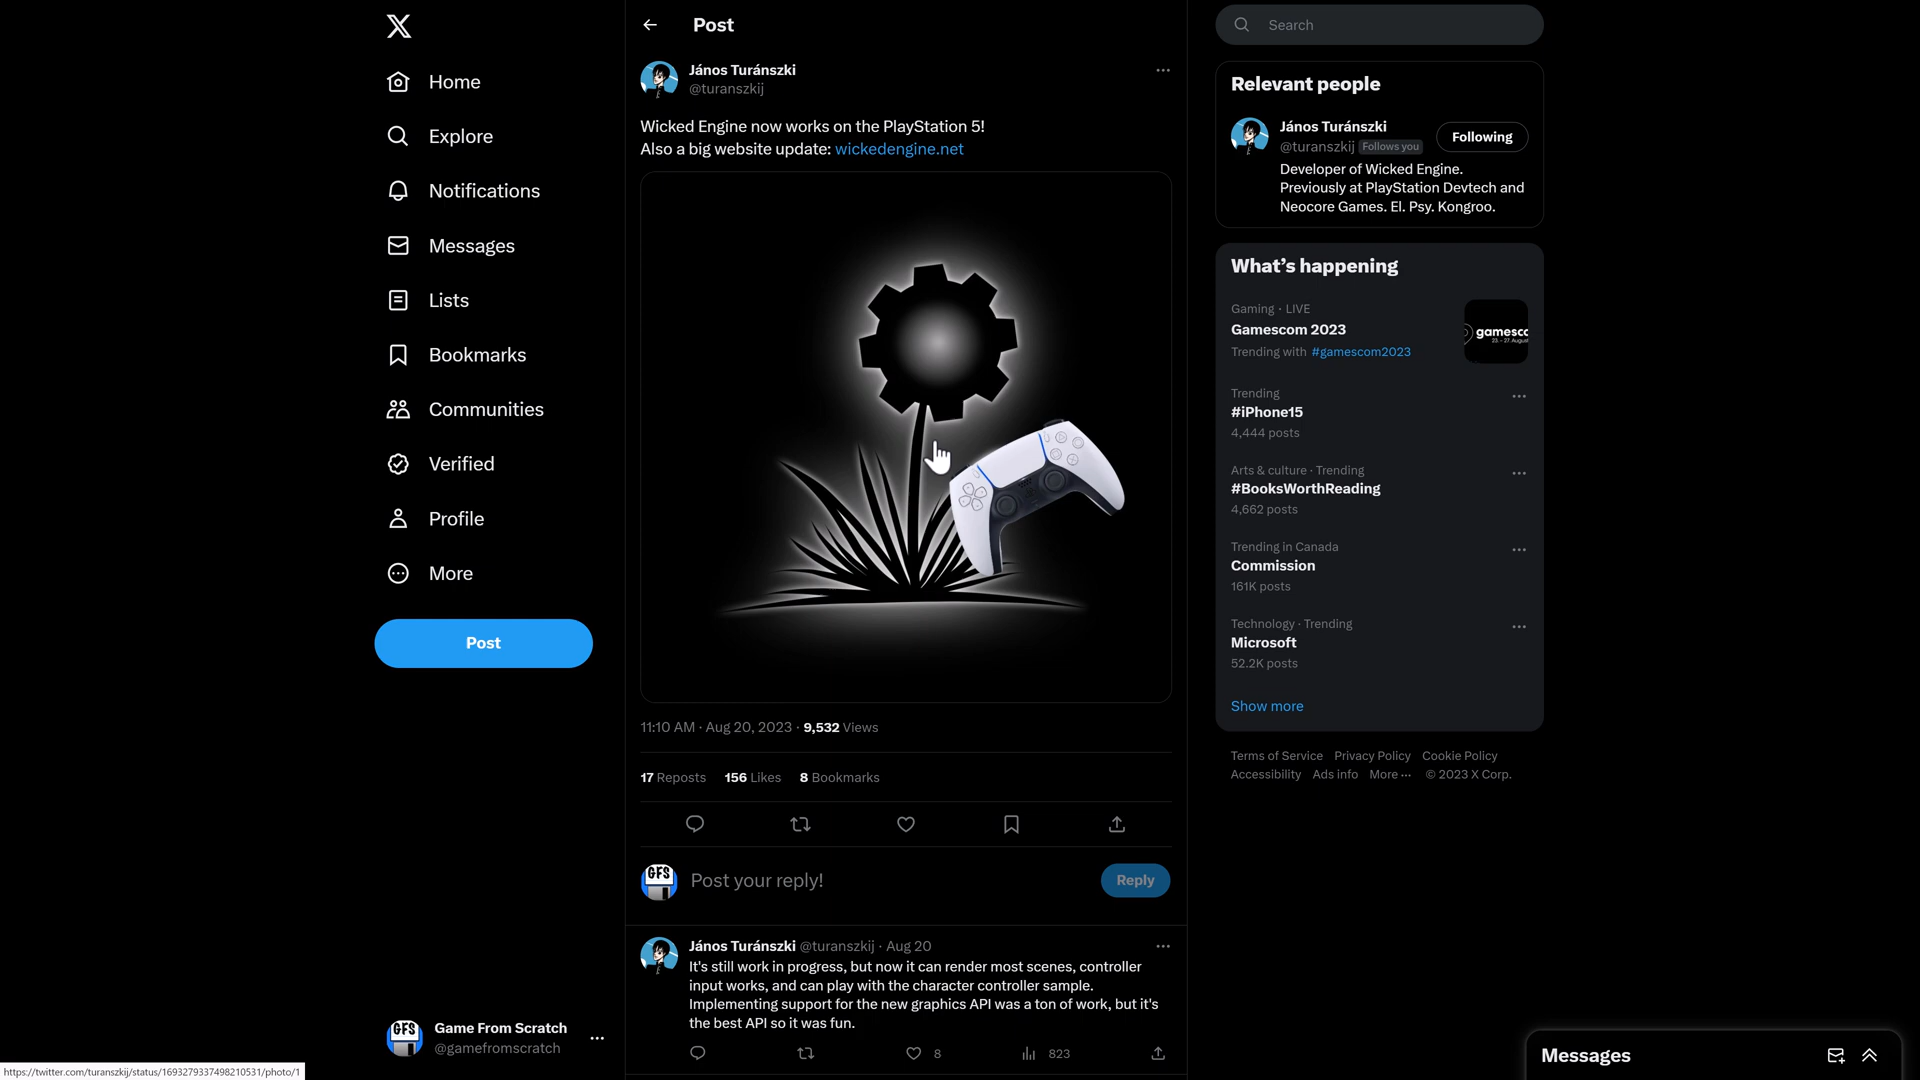 Home
Explore
Notifications
Messages
Lists
Bookmarks
Communities
Verified
Profile
More
Post
Game From Scratch
@gamefromscratch
https://twitter.com/turanszkij/status/1693279337498210531/photo/1
Post
János Turánszki
@turanszkij
Wicked Engine now works on the PlayStation 5!
Also a big website update: wickedengine.net
11:10 AM · Aug 20, 2023 · 9,532 Views
17 Reposts 156 Likes 8 Bookmarks
GFS
Post your reply!
Reply
János Turánszki @turanszkij · Aug 20
It's still work in progress, but now it can render most scenes, controller
input works, and can play with the character controller sample.
Implementing support for the new graphics API was a ton of work, but it's
the best API so it was fun.
8 823
Search
Relevant people
János Turánszki
@turanszkij Follows you
Following
Developer of Wicked Engine.
Previously at PlayStation Devtech and
Neocore Games. El. Psy. Kongroo.
What's happening
Gaming · LIVE
Gamescom 2023
Trending with #gamescom2023
gamesco
23. – 27. August
Trending
#iPhone15
4,444 posts
Arts & culture · Trending
#BooksWorthReading
4,662 posts
Trending in Canada
Commission
161K posts
Technology · Trending
Microsoft
52.2K posts
Show more
Terms of Service Privacy Policy Cookie Policy
Accessibility Ads info More ··· © 2023 X Corp.
Messages
GFS